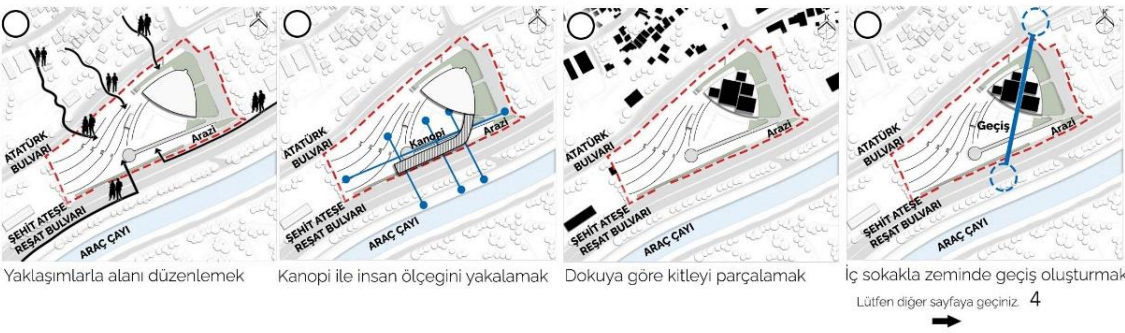 K
ATATÜRK
BULVARI
Arazi
ŞEHİT ATEŞE
REŞAT BULVARI
ARAÇ ÇAYI
Yaklaşımlarla alanı düzenlemek
K
ATATÜRK
BULVARI
Kanopi
Arazi
ŞEHİT ATEŞE
REŞAT BULVARI
ARAÇ ÇAYI
Kanopi ile insan ölçegini yakalamak
K
ATATÜRK
BULVARI
Arazi
ŞEHİT ATEŞE
REŞAT BULVARI
ARAÇ ÇAYI
Dokuya göre kitleyi parçalamak
K
ATATÜRK
BULVARI
Geçiş
Arazi
ŞEHİT ATEŞE
REŞAT BULVARI
ARAÇ ÇAYI
İç sokakla zeminde geçiş oluşturmak
Lütfen diğer sayfaya geçiniz. 4